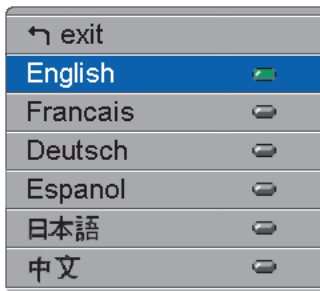 exit
English
Francais
Deutsch
Espanol
日本語
中文